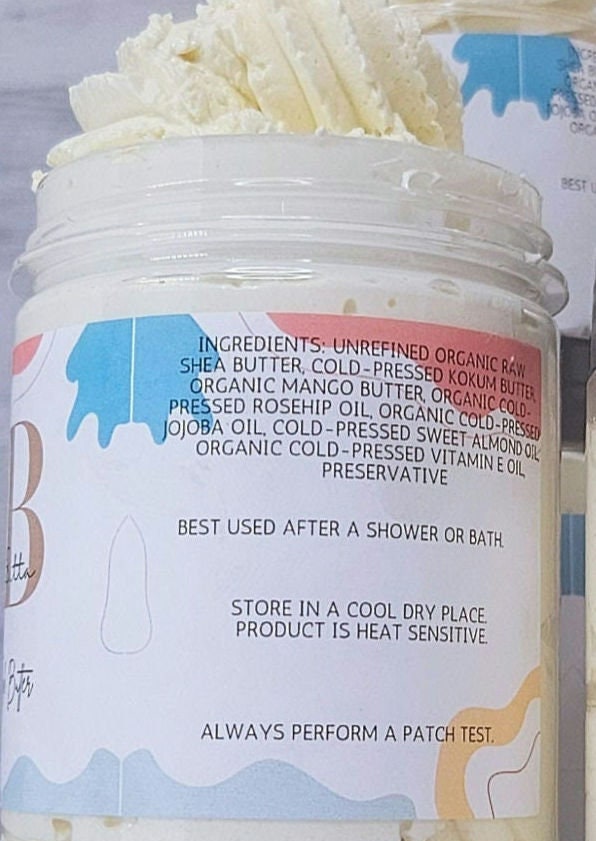 INGREDIENTS: UNREFINED ORGANIC RAW
SHEA BUTTER, COLD-PRESSED KOKUM BUTTER,
ORGANIC MANGO BUTTER, ORGANIC COLD-
PRESSED ROSEHIP OIL, ORGANIC COLD-PRESSED
JOJOBA OIL, COLD-PRESSED SWEET ALMOND OIL,
ORGANIC COLD-PRESSED VITAMIN E OIL,
PRESERVATIVE
BEST USED AFTER A SHOWER OR BATH.
STORE IN A COOL DRY PLACE.
PRODUCT IS HEAT SENSITIVE.
ALWAYS PERFORM A PATCH TEST.
B
BEST